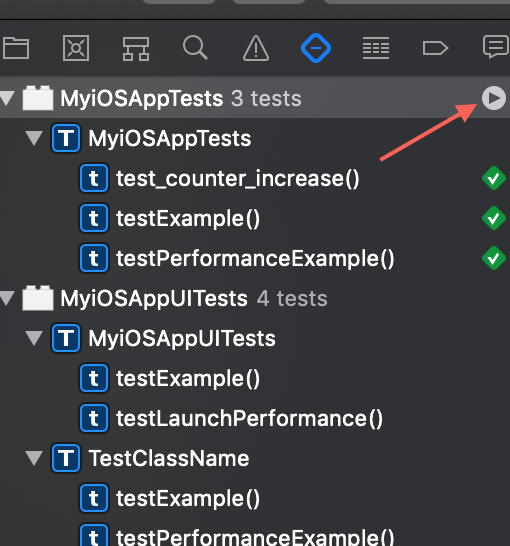 MyiOSAppTests 3 tests
T MyiOSAppTests
t test_counter_increase()
t testExample()
t testPerformanceExample()
MyiOSAppUITests 4 tests
T MyiOSAppUITests
t testExample()
t testLaunchPerformance()
T TestClassName
t testExample()
t testPerformanceExample()